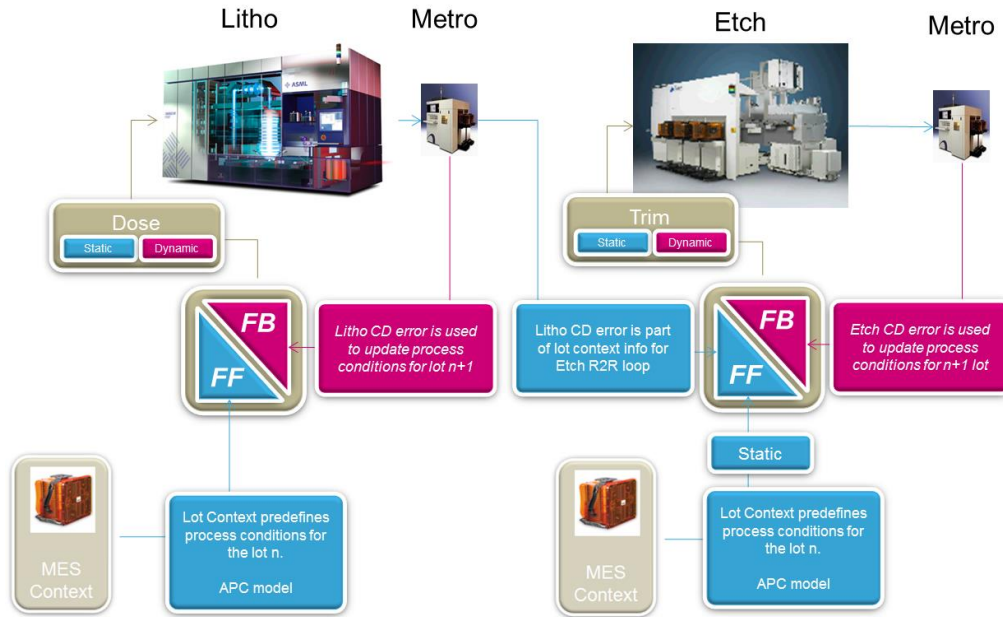 Litho
Metro
Etch
Metro
ASML
Dose
Static
Dynamic
Trim
Static
Dynamic
FB
FF
Litho CD error is used
to update process
conditions for lot n+1
Litho CD error is part
of lot context info for
Etch R2R loop
FB
FF
Etch CD error is used
to update process
conditions for n+1 lot
Static
MES
Context
Lot Context predefines
process conditions for
the lot n.
APC model
MES
Context
Lot Context predefines
process conditions for
the lot n.
APC model